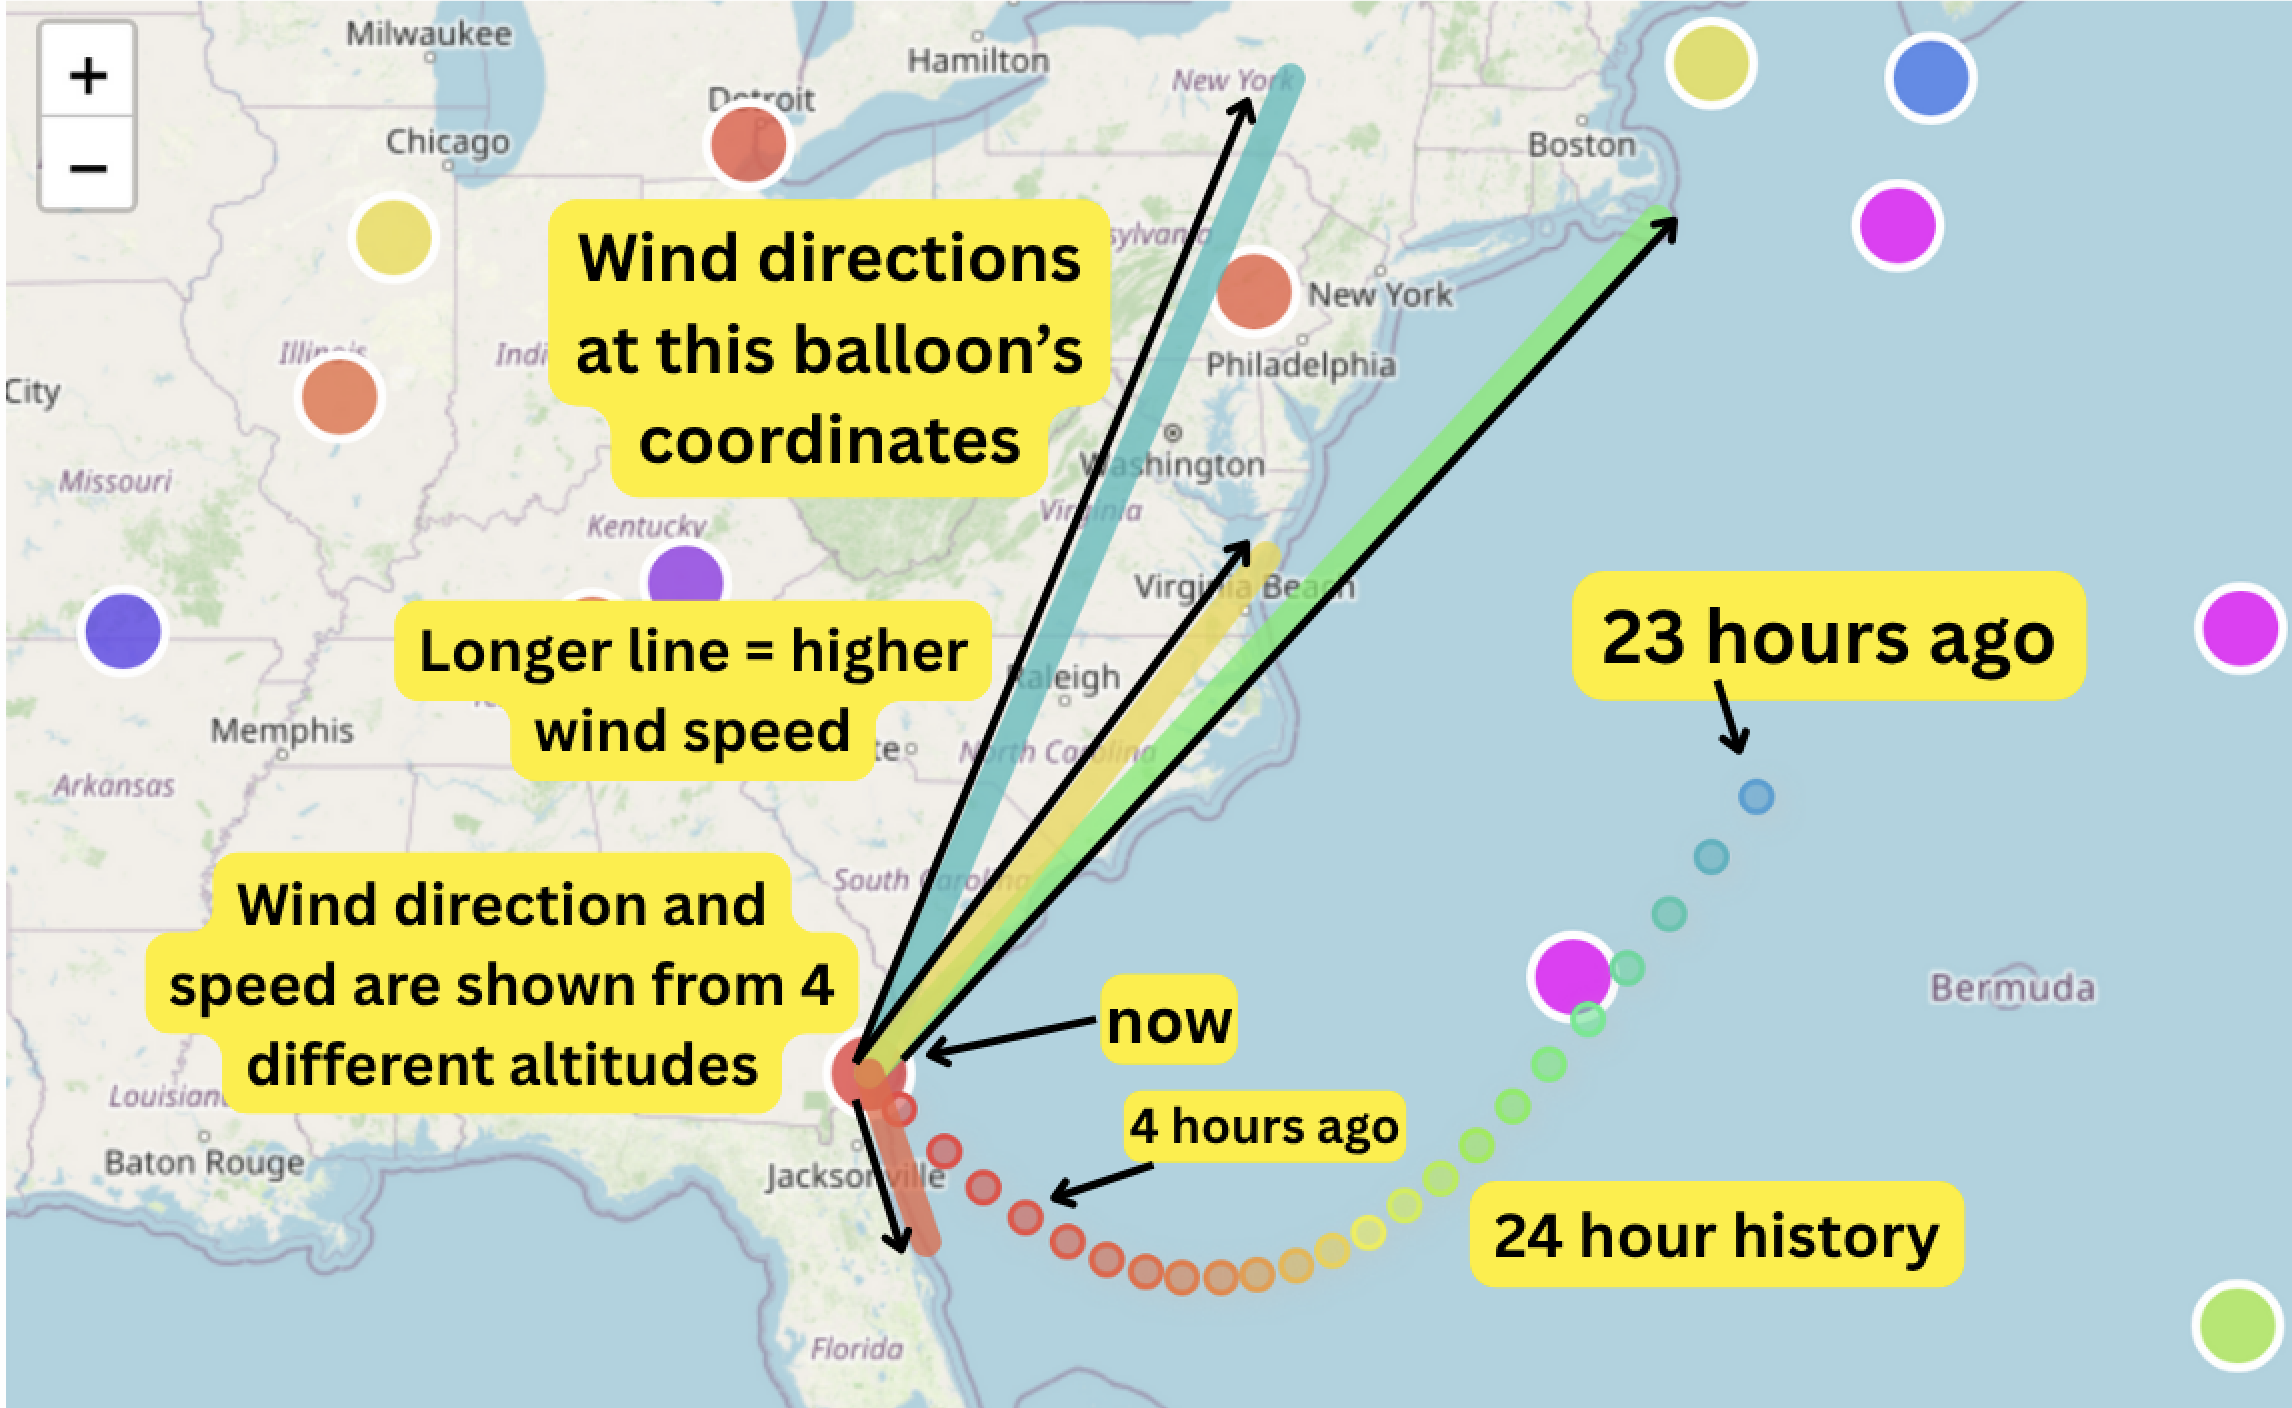 +
−
Milwaukee
Hamilton
New York
Detroit
Chicago
Boston
Wind directions
at this balloon's
coordinates
New York
Illinois
City
Philadelphia
Washington
Missouri
Virginia
Kentucky
Virginia Beach
23 hours ago
Longer line = higher
wind speed
Raleigh
Memphis
North Carolina
Arkansas
South Carolina
Wind direction and
speed are shown from 4
different altitudes
Bermuda
now
4 hours ago
Baton Rouge
Jacksonville
24 hour history
Florida